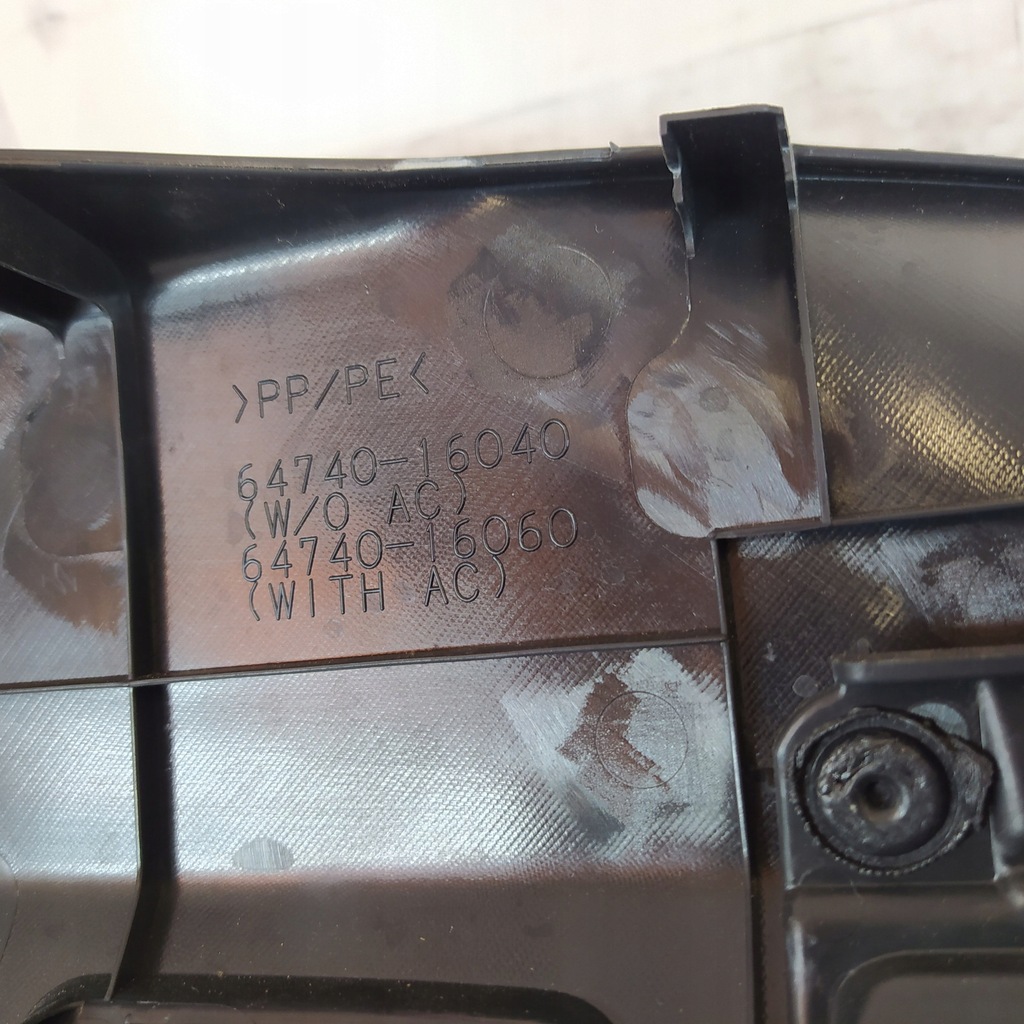 >PP/PE<
64740-16040
(W/O AC)
64740-16060
(WITH AC)